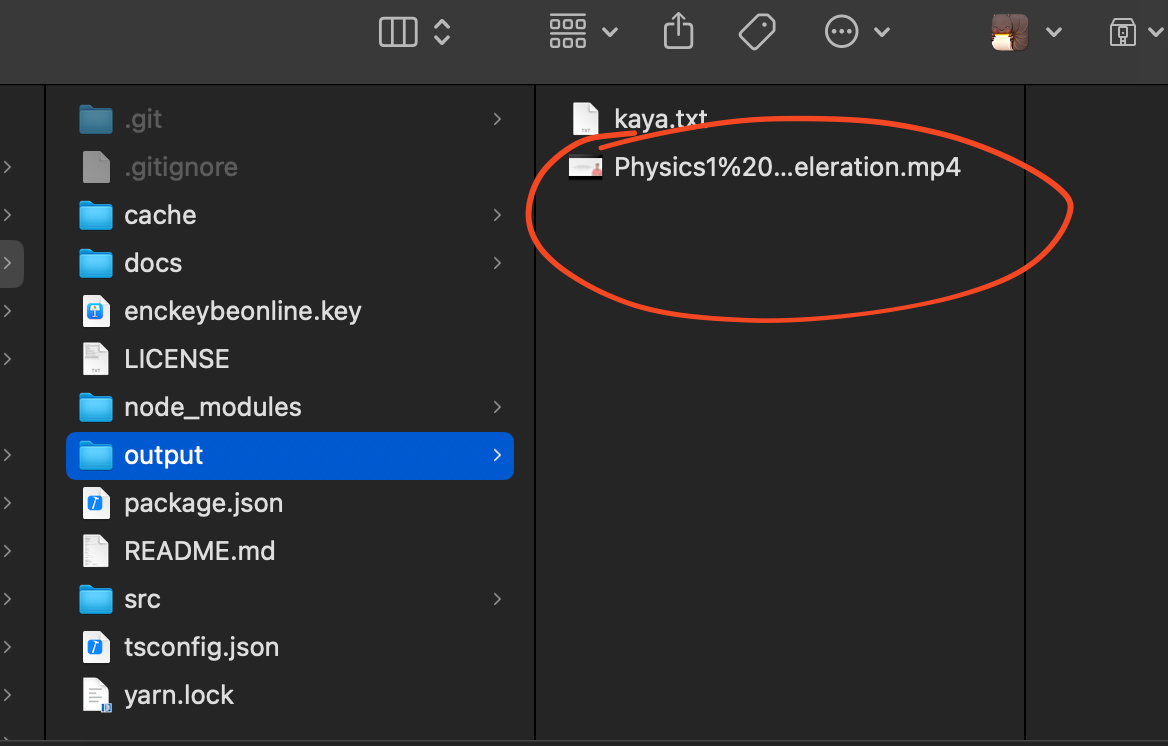 .git
.gitignore
cache
docs
enckeybeonline.key
LICENSE
node_modules
output
package.json
README.md
src
tsconfig.json
yarn.lock
kaya.txt
Physics1%20...eleration.mp4